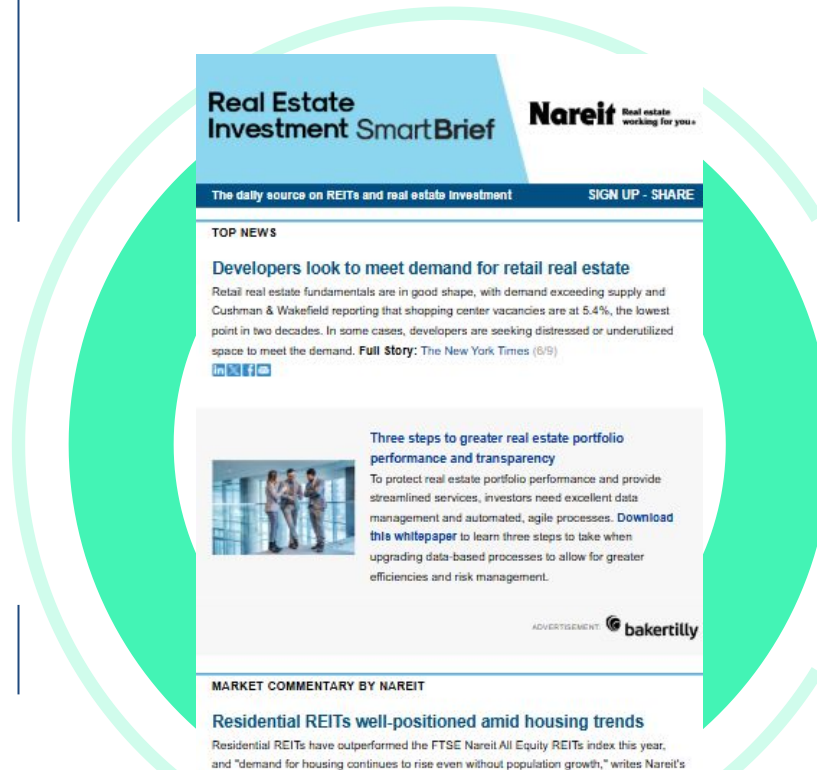 Real Estate
Investment SmartBrief
Nareit Real estate
working for you®
The daily source on REITs and real estate investment SIGN UP - SHARE
TOP NEWS
Developers look to meet demand for retail real estate
Retail real estate fundamentals are in good shape, with demand exceeding supply and
Cushman & Wakefield reporting that shopping center vacancies are at 5.4%, the lowest
point in two decades. In some cases, developers are seeking distressed or underutilized
space to meet the demand. Full Story: The New York Times (6/9)
in X f
Three steps to greater real estate portfolio
performance and transparency
To protect real estate portfolio performance and provide
streamlined services, investors need excellent data
management and automated, agile processes. Download
this whitepaper to learn three steps to take when
upgrading data-based processes to allow for greater
efficiencies and risk management.
ADVERTISEMENT: bakertilly
MARKET COMMENTARY BY NAREIT
Residential REITs well-positioned amid housing trends
Residential REITs have outperformed the FTSE Nareit All Equity REITs index this year,
and "demand for housing continues to rise even without population growth," writes Nareit's